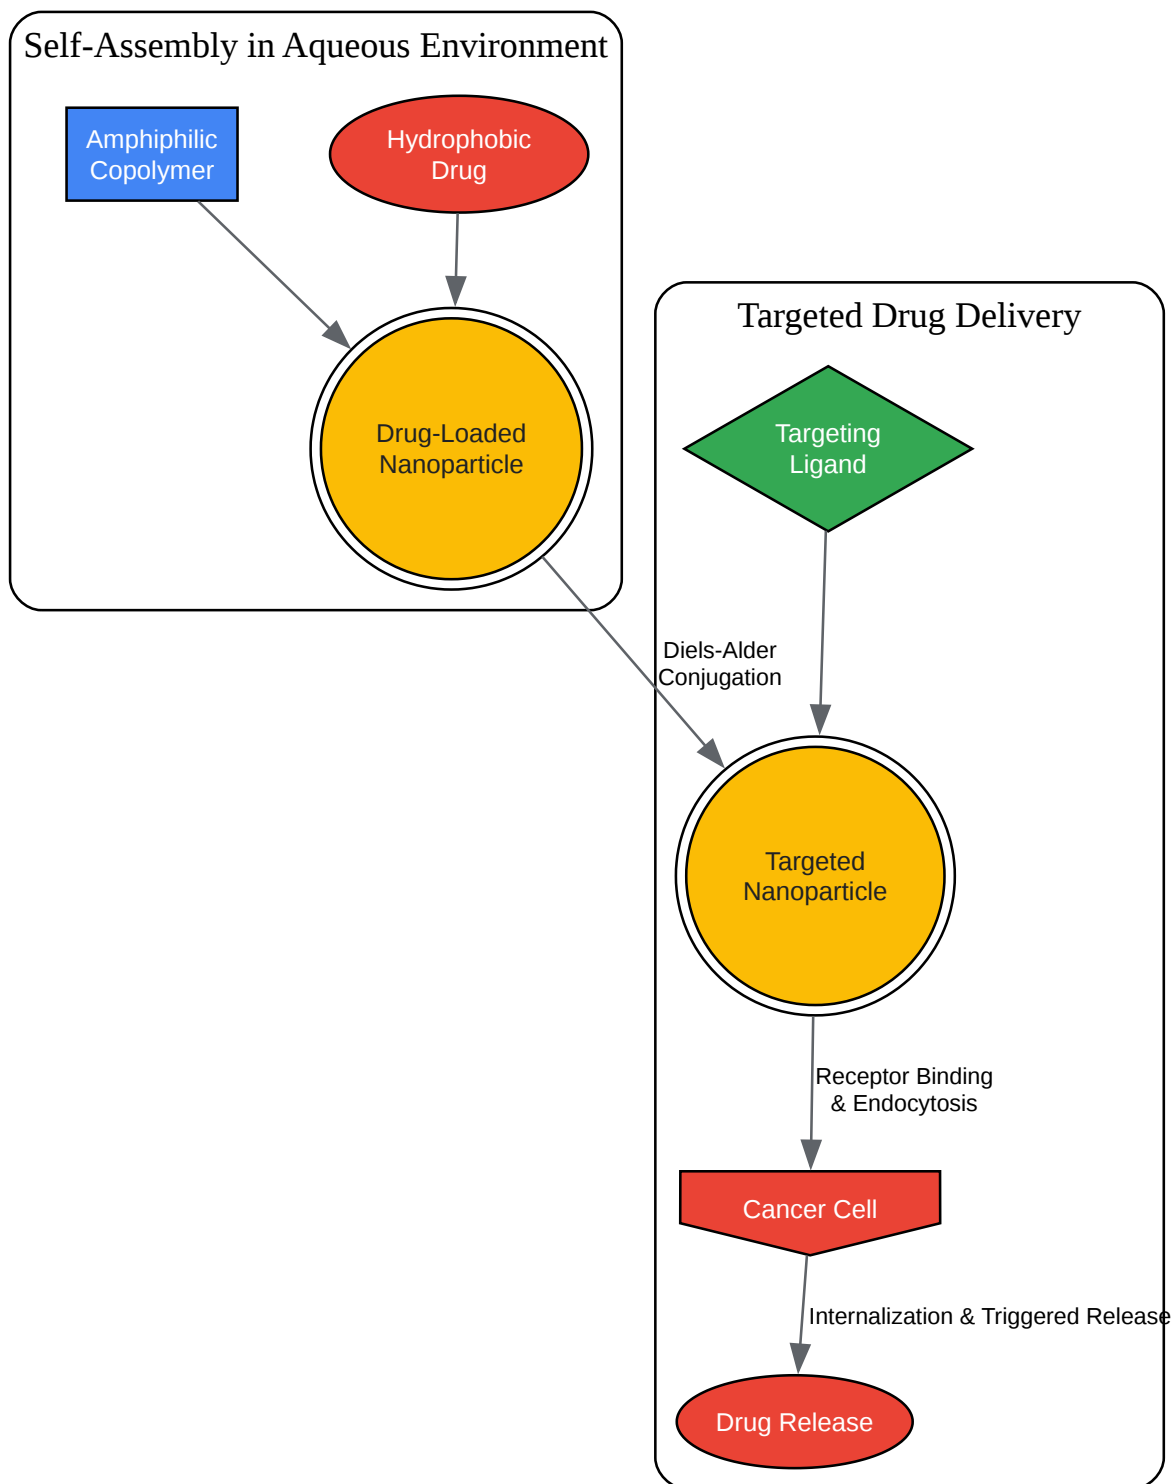 Self-Assembly in Aqueous Environment
Amphiphilic
Copolymer
Hydrophobic
Drug
Drug-Loaded
Nanoparticle
Targeted Drug Delivery
Targeting
Ligand
Diels-Alder
Conjugation
Targeted
Nanoparticle
Receptor Binding
& Endocytosis
Cancer Cell
Internalization & Triggered Release
Drug Release